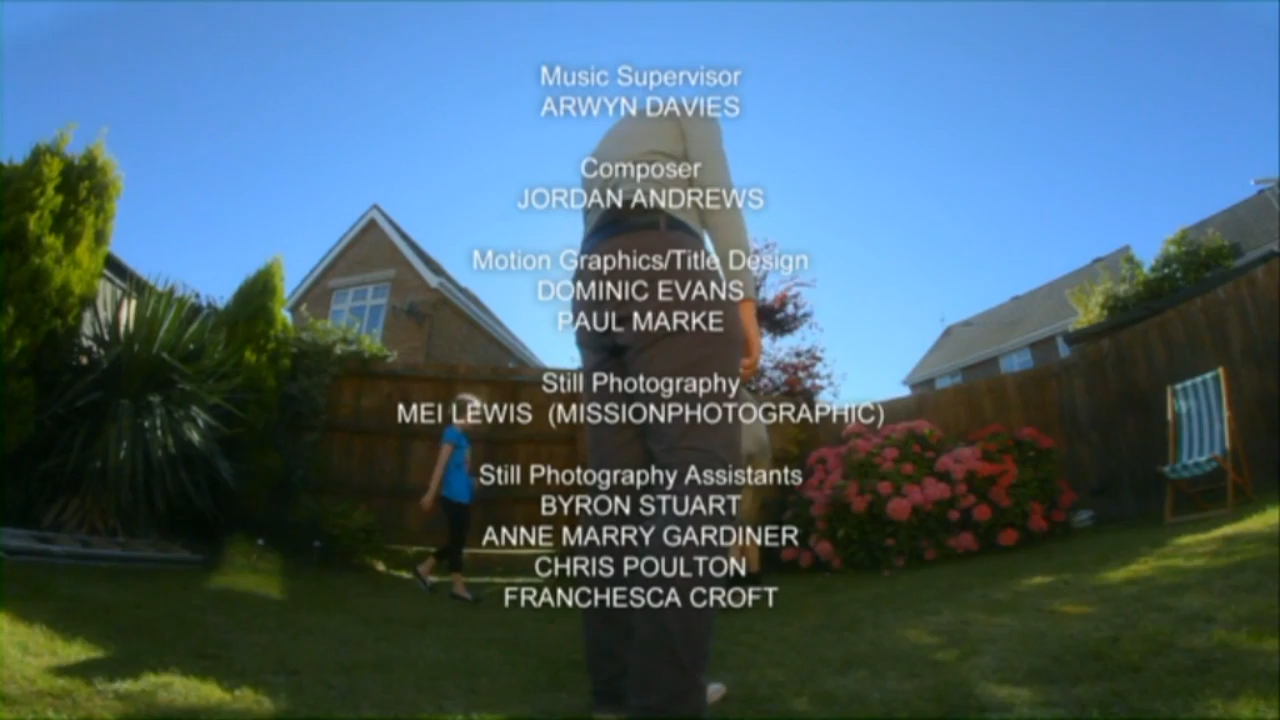 Music Supervisor
ARWYN DAVIES
Composer
JORDAN ANDREWS
Motion Graphics/Title Design
DOMINIC EVANS
PAUL MARKE
Still Photography
MEI LEWIS (MISSIONPHOTOGRAPHIC)
Still Photography Assistants
BYRON STUART
ANNE MARRY GARDINER
CHRIS POULTON
FRANCHESCA CROFT